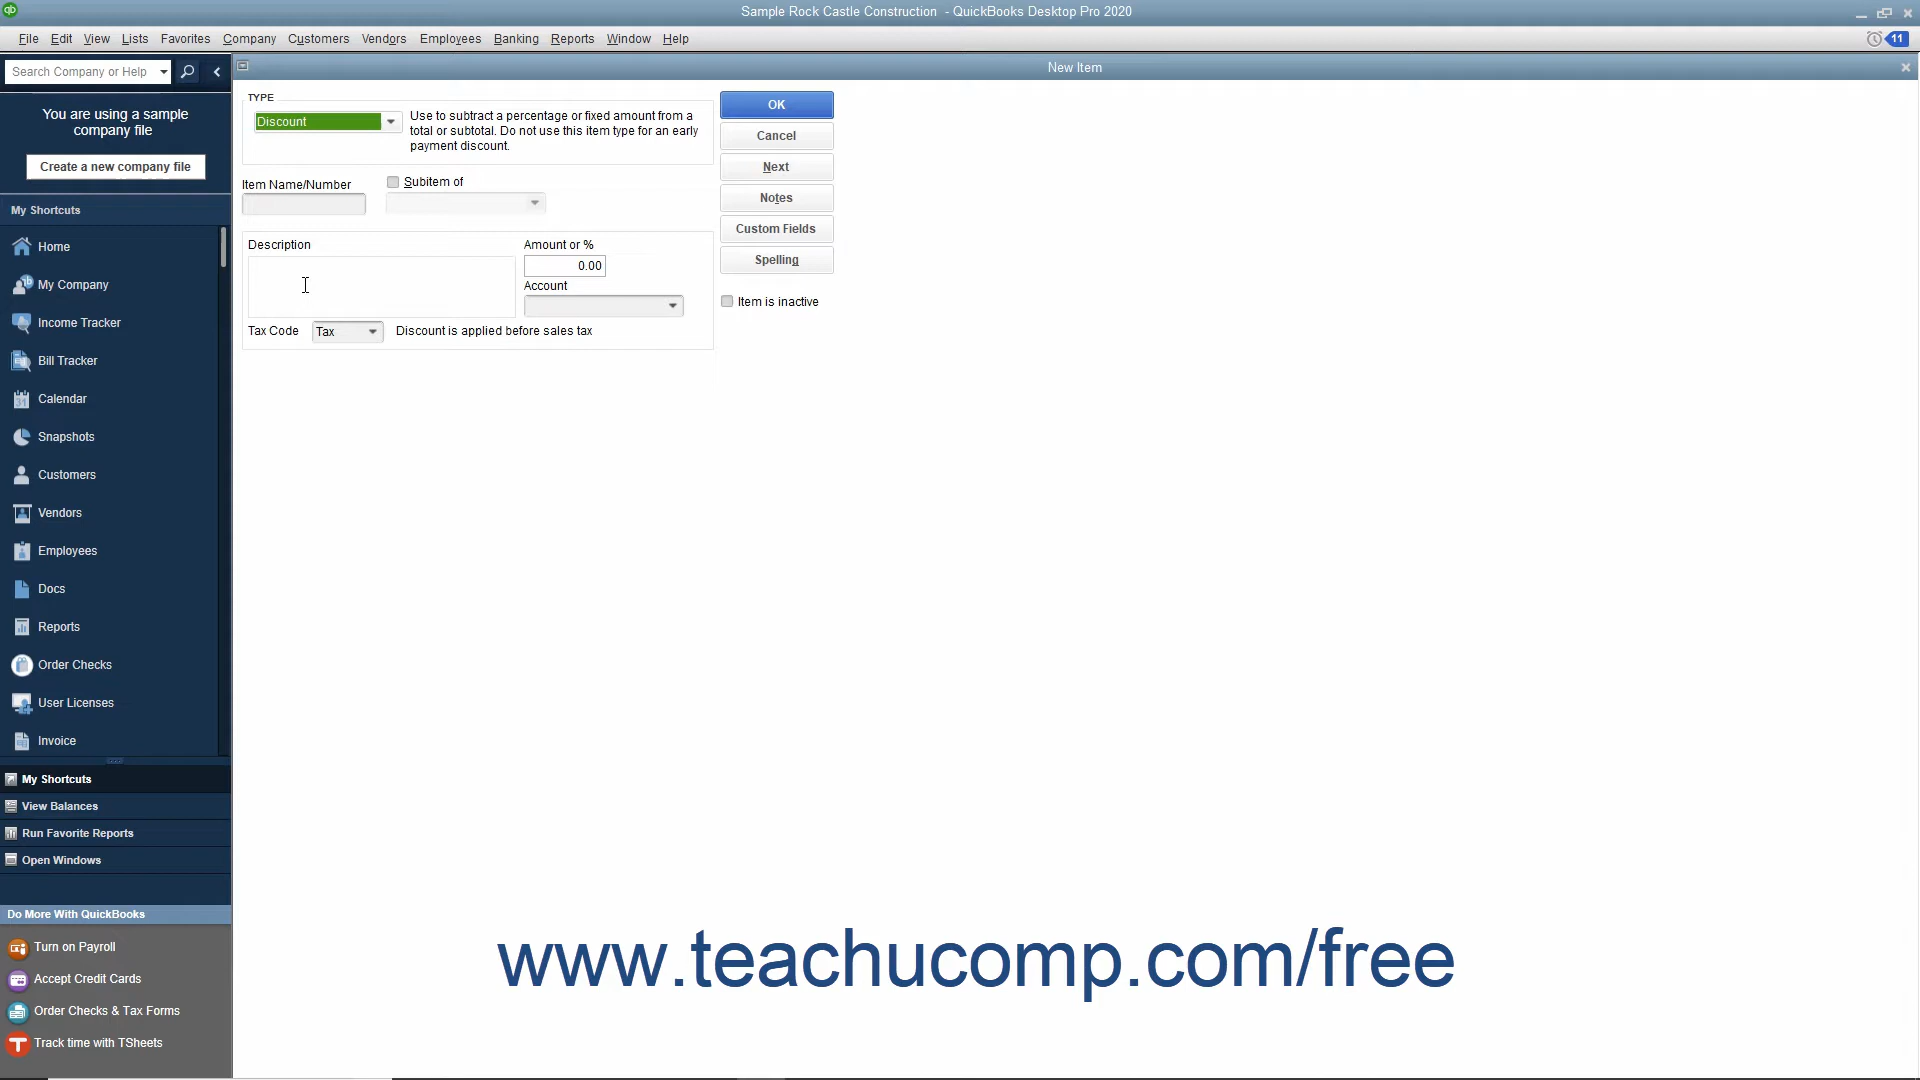 Sample Rock Castle Construction - QuickBooks Desktop Pro 2020
File Edit View Lists Favorites Company Customers Vendors Employees Banking Reports Window Help
11
Search Company or Help
New Item
You are using a sample
company file
Create a new company file
My Shortcuts
Home
My Company
Income Tracker
Bill Tracker
Calendar
Snapshots
Customers
Vendors
Employees
Docs
Reports
Order Checks
User Licenses
Invoice
My Shortcuts
View Balances
Run Favorite Reports
Open Windows
Do More With QuickBooks
Turn on Payroll
Accept Credit Cards
Order Checks & Tax Forms
Track time with TSheets
TYPE
Discount
Use to subtract a percentage or fixed amount from a
total or subtotal. Do not use this item type for an early
payment discount.
Item Name/Number
Subitem of
Description
Amount or %
0.00
Account
Tax Code
Tax
Discount is applied before sales tax
OK
Cancel
Next
Notes
Custom Fields
Spelling
Item is inactive
www.teachucomp.com/free